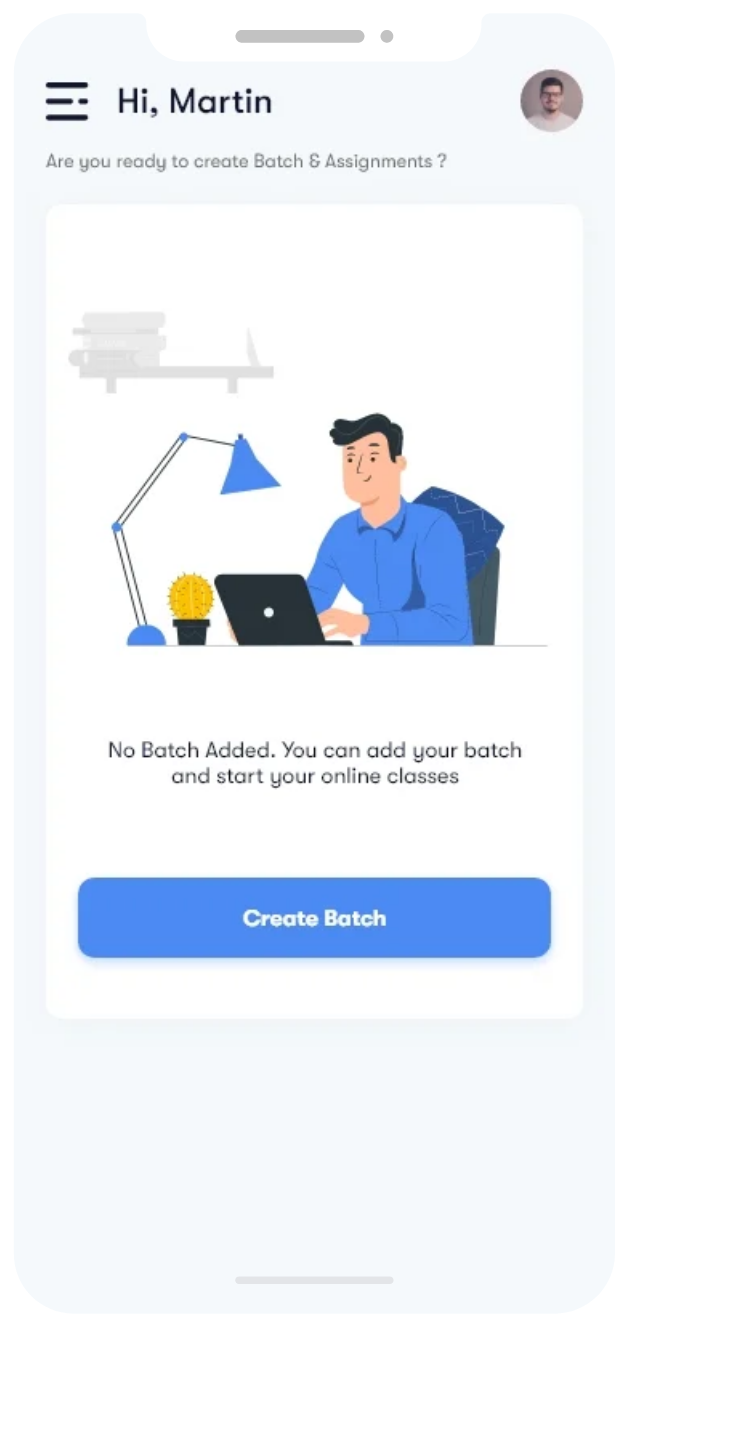 Hi, Martin
Are you ready to create Batch & Assignments ?
No Batch Added. You can add your batch
and start your online classes
Create Batch